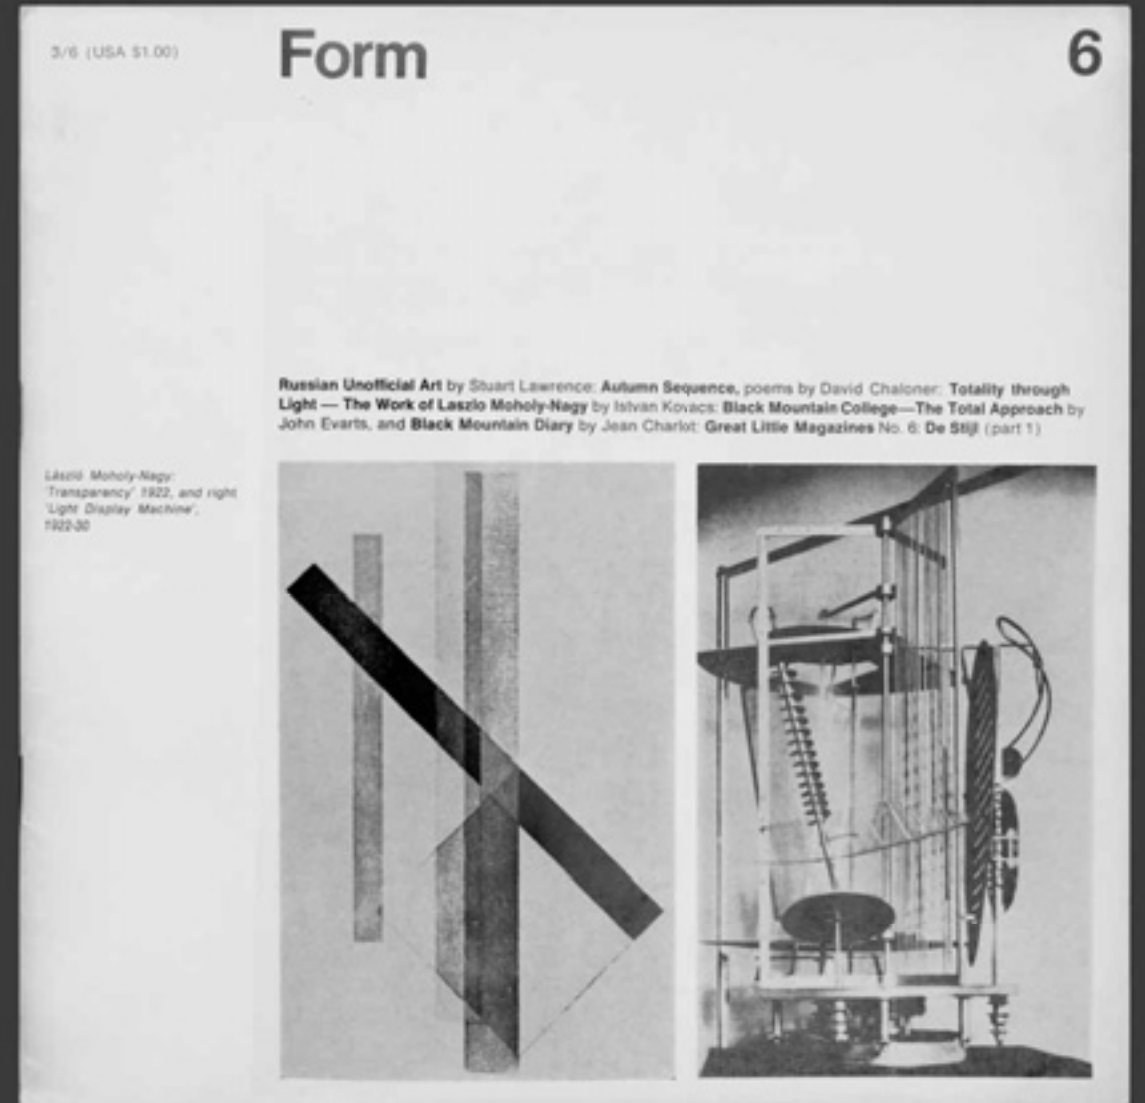 3/6 (USA $1.00)
Form
6
Russian Unofficial Art by Stuart Lawrence: Autumn Sequence, poems by David Chaloner: Totality through
Light — The Work of Laszlo Moholy-Nagy by Istvan Kovacs: Black Mountain College—The Total Approach by
John Evarts, and Black Mountain Diary by Jean Charlot: Great Little Magazines No. 6: De Stijl (part 1)
László Moholy-Nagy:
'Transparency' 1922, and right
'Light Display Machine',
1922-30